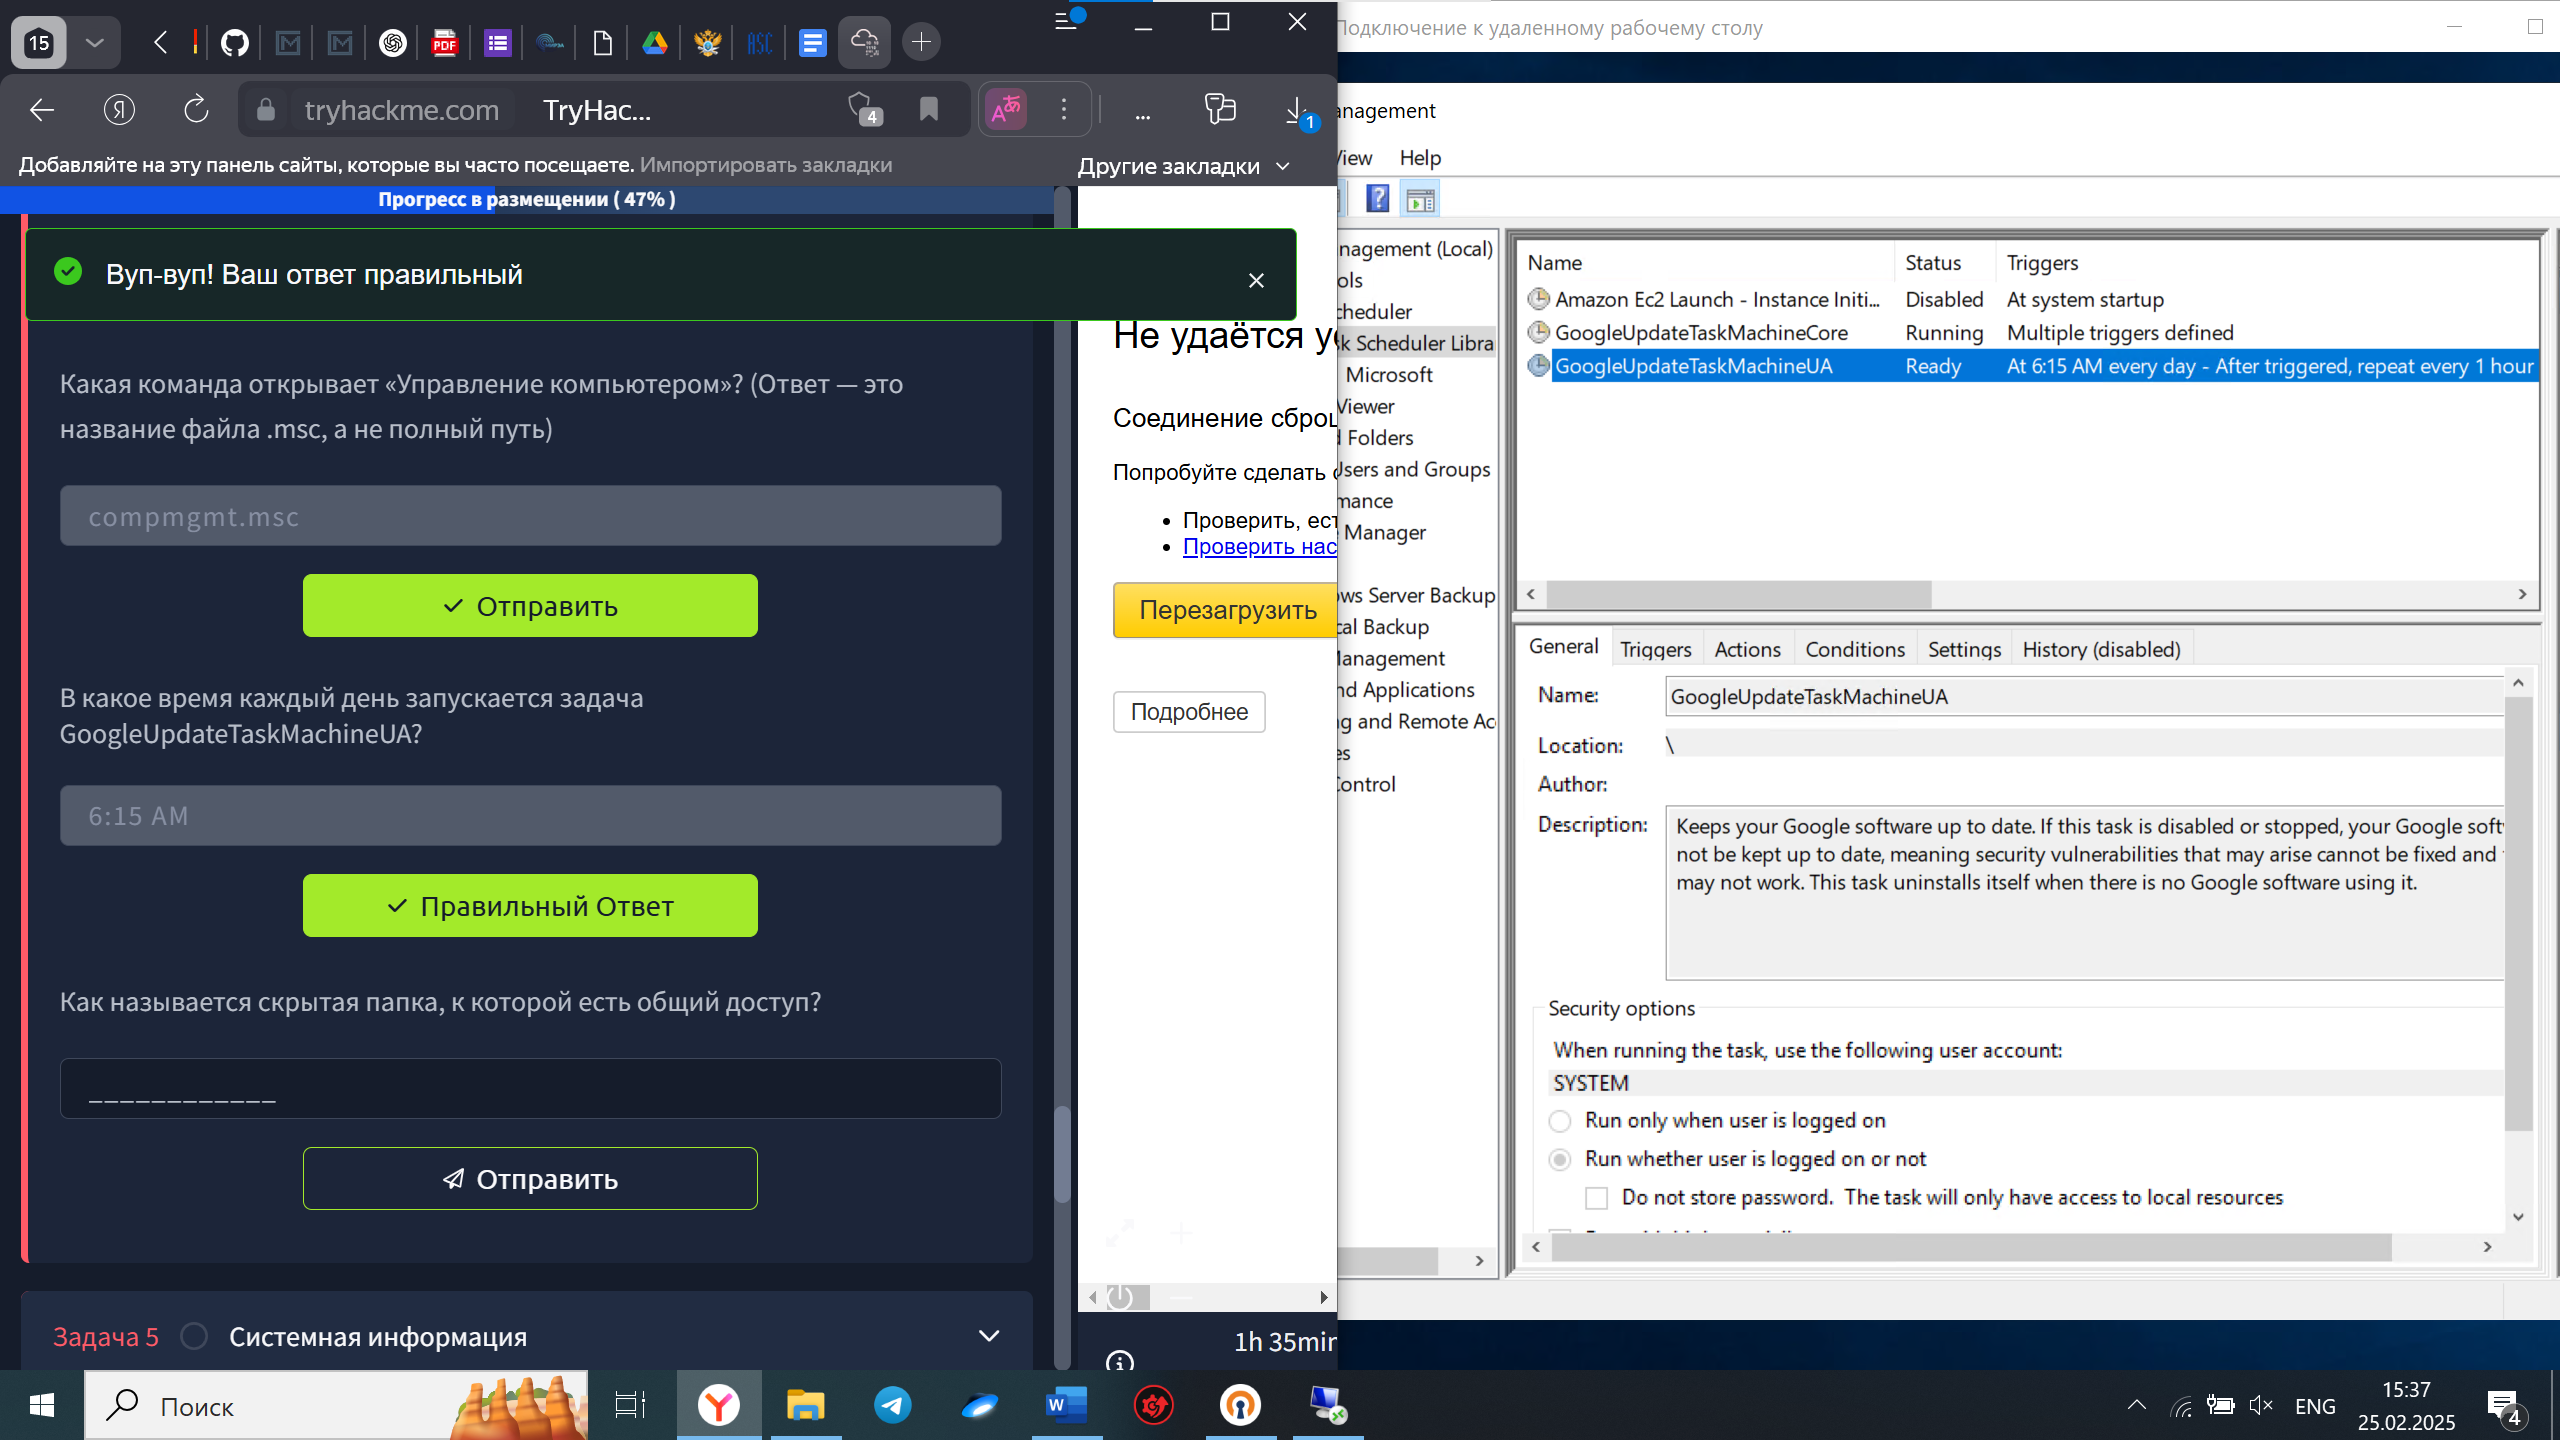 15
PDF
ASC
Подключение к удаленному рабочему столу
tryhackme.com
TryHac...
4
1
Добавляйте на эту панель сайты, которые вы часто посещаете. Импортировать закладки
Другие закладки
Прогресс в размещении ( 47% )
Вуп-вуп! Ваш ответ правильный
Какая команда открывает «Управление компьютером»? (Ответ — это
название файла .msc, а не полный путь)
compmgmt.msc
Отправить
В какое время каждый день запускается задача
GoogleUpdateTaskMachineUA?
6:15 AM
Правильный Ответ
Как называется скрытая папка, к которой есть общий доступ?
____________
Отправить
Задача 5
Системная информация
Не удаётся ус
Соединение сброш
Попробуйте сделать с
Проверить, ест
Проверить нас
Перезагрузить
Подробнее
1h 35min
anagement
View
Help
nagement (Local)
ols
cheduler
k Scheduler Libra
Microsoft
Viewer
d Folders
Users and Groups
mance
Manager
ows Server Backup
cal Backup
Management
nd Applications
g and Remote Ac
es
Control
Name
Status
Triggers
Amazon Ec2 Launch - Instance Initi...
Disabled
At system startup
GoogleUpdateTaskMachineCore
Running
Multiple triggers defined
GoogleUpdateTaskMachineUA
Ready
At 6:15 AM every day - After triggered, repeat every 1 hour
General
Triggers
Actions
Conditions
Settings
History (disabled)
Name:
GoogleUpdateTaskMachineUA
Location:
\
Author:
Description:
Keeps your Google software up to date. If this task is disabled or stopped, your Google soft
not be kept up to date, meaning security vulnerabilities that may arise cannot be fixed and
may not work. This task uninstalls itself when there is no Google software using it.
Security options
When running the task, use the following user account:
SYSTEM
Run only when user is logged on
Run whether user is logged on or not
Do not store password. The task will only have access to local resources
Поиск
ENG
15:37
25.02.2025
4